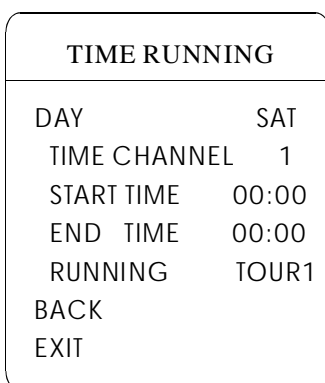 TIME RUNNING
DAY SAT
TIME CHANNEL 1
START TIME 00:00
END TIME 00:00
RUNNING TOUR1
BACK
EXIT